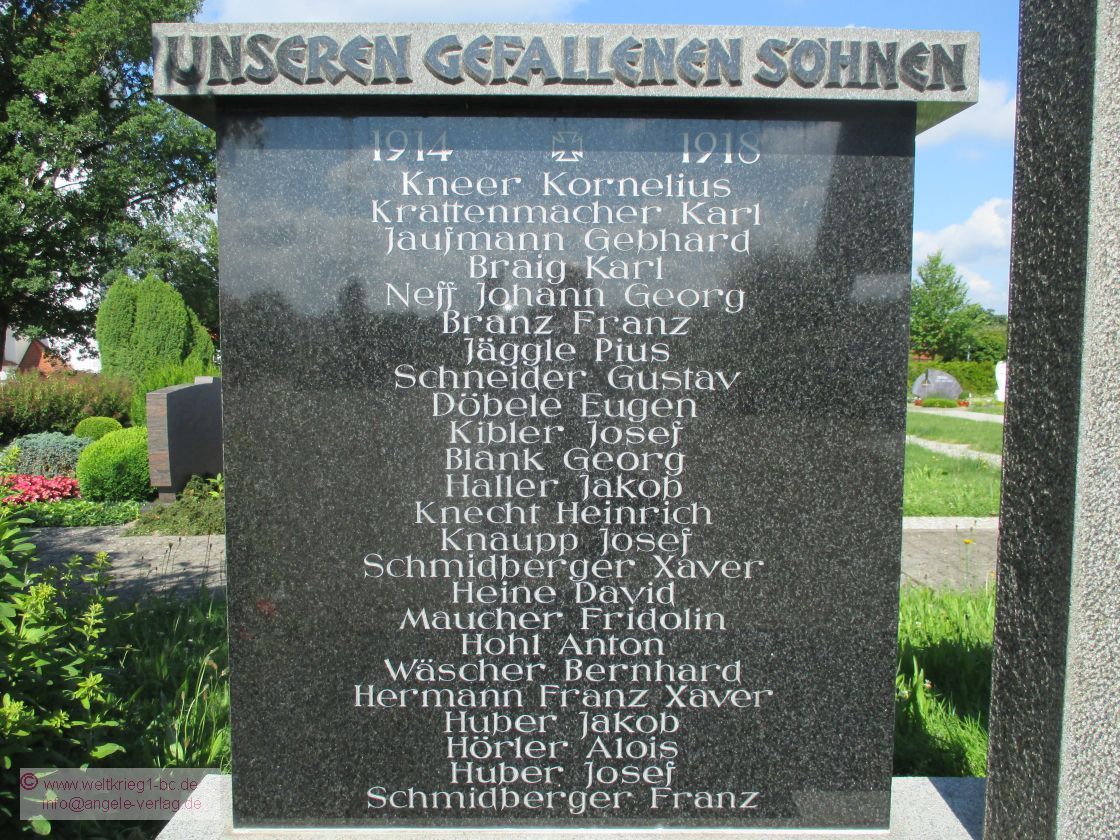 UNSEREN GEFALLENEN SÖHNEN
1914 1918
Kneer Kornelius
Krattenmacher Karl
Jaufmann Gebhard
Braig Karl
Neff Johann Georg
Branz Franz
Jäggle Pius
Schneider Gustav
Döbele Eugen
Kibler Josef
Blank Georg
Haller Jakob
Knecht Heinrich
Knaupp Josef
Schmidberger Xaver
Heine David
Maucher Fridolin
Hohl Anton
Wäscher Bernhard
Hermann Franz Xaver
Huber Jakob
Hörler Alois
Huber Josef
Schmidberger Franz
© www.weltkrieg1-bc.de
info@angele-verlag.de